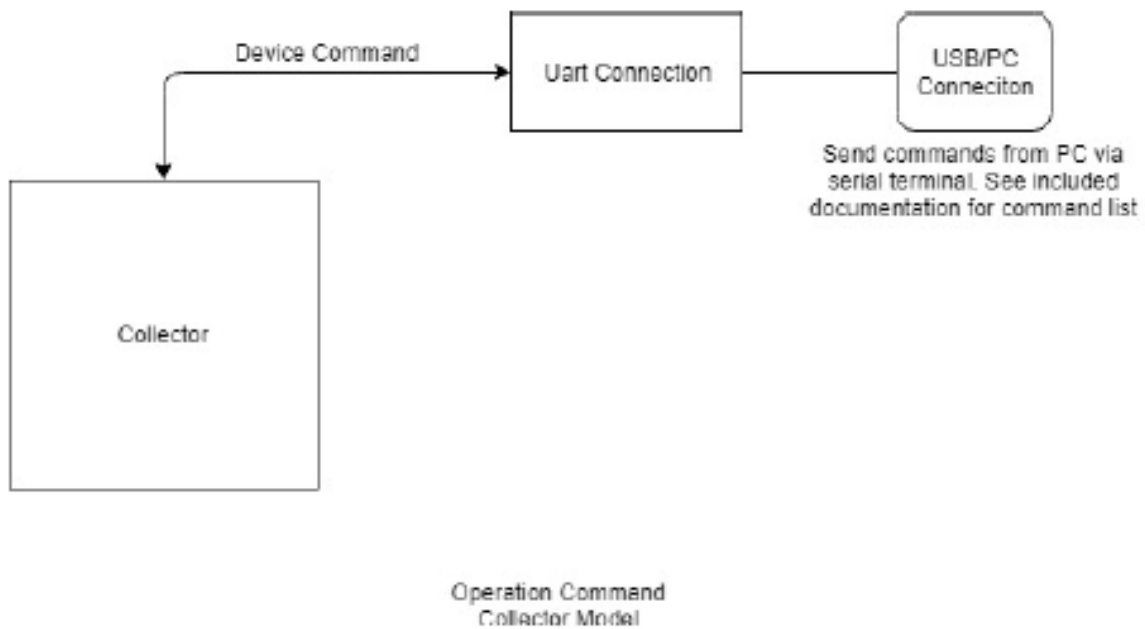 Device Command
Uart Connection
USB/PC
Conneciton
Send commands from PC via
serial terminal. See included
documentation for command list
Collector
Operation Command
Collector Model